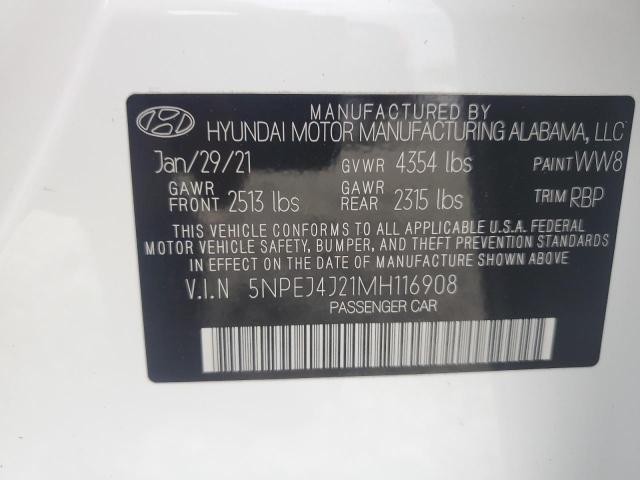 MANUFACTURED BY
HYUNDAI MOTOR MANUFACTURING ALABAMA, LLC
Jan/29/21 GVWR 4354 lbs PAINT WW8
GAWR FRONT 2513 lbs GAWR REAR 2315 lbs TRIM RBP
THIS VEHICLE CONFORMS TO ALL APPLICABLE U.S.A. FEDERAL
MOTOR VEHICLE SAFETY, BUMPER, AND THEFT PREVENTION STANDARDS
IN EFFECT ON THE DATE OF MANUFACTURE SHOWN ABOVE.
V.I.N 5NPEJ4J21MH116908
PASSENGER CAR